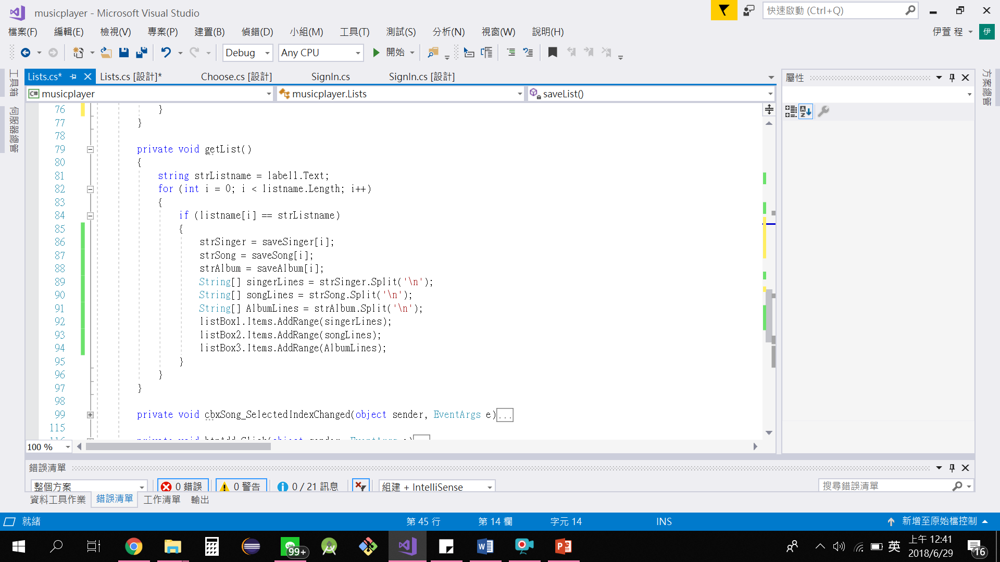 musicplayer - Microsoft Visual Studio
快速啟動 (Ctrl+Q)
檔案(F) 編輯(E) 檢視(V) 專案(P) 建置(B) 偵錯(D) 小組(M) 工具(T) 測試(S) 分析(N) 視窗(W) 說明(H)
伊萱 程
伊
Debug
Any CPU
開始
工具箱
伺服器總管
Lists.cs*
Lists.cs [設計]*
Choose.cs [設計]
SignIn.cs
SignIn.cs [設計]
musicplayer
musicplayer.Lists
saveList()
76 }
77 }
78
79 private void getList()
80 {
81 string strListname = label1.Text;
82 for (int i = 0; i < listname.Length; i++)
83 {
84 if (listname[i] == strListname)
85 {
86 strSinger = saveSinger[i];
87 strSong = saveSong[i];
88 strAlbum = saveAlbum[i];
89 String[] singerLines = strSinger.Split('\n');
90 String[] songLines = strSong.Split('\n');
91 String[] AlbumLines = strAlbum.Split('\n');
92 listBox1.Items.AddRange(singerLines);
93 listBox2.Items.AddRange(songLines);
94 listBox3.Items.AddRange(AlbumLines);
95 }
96 }
97 }
98
99 private void cbxSong_SelectedIndexChanged(object sender, EventArgs e)...
115
116 private void btnAdd_Click(object sender, EventArgs e)
100 %
屬性
方案總管
錯誤清單
整個方案
0 錯誤
0 警告
0 / 21 訊息
組建 + IntelliSense
搜尋錯誤清單
資料工具作業 錯誤清單 工作清單 輸出
就緒
第 45 行
第 14 欄
字元 14
INS
新增至原始檔控制
99+
英
上午 12:41
2018/6/29
16